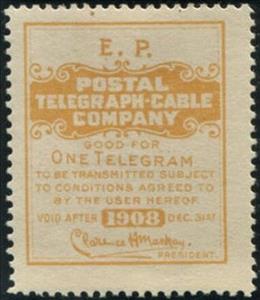 E. P.
POSTAL
TELEGRAPH-CABLE
COMPANY
GOOD FOR
ONE TELEGRAM
TO BE TRANSMITTED SUBJECT
TO CONDITIONS AGREED TO
BY THE USER HEREOF.
VOID AFTER 1908 DEC. 31ST
Clarence H Mackay.
PRESIDENT.